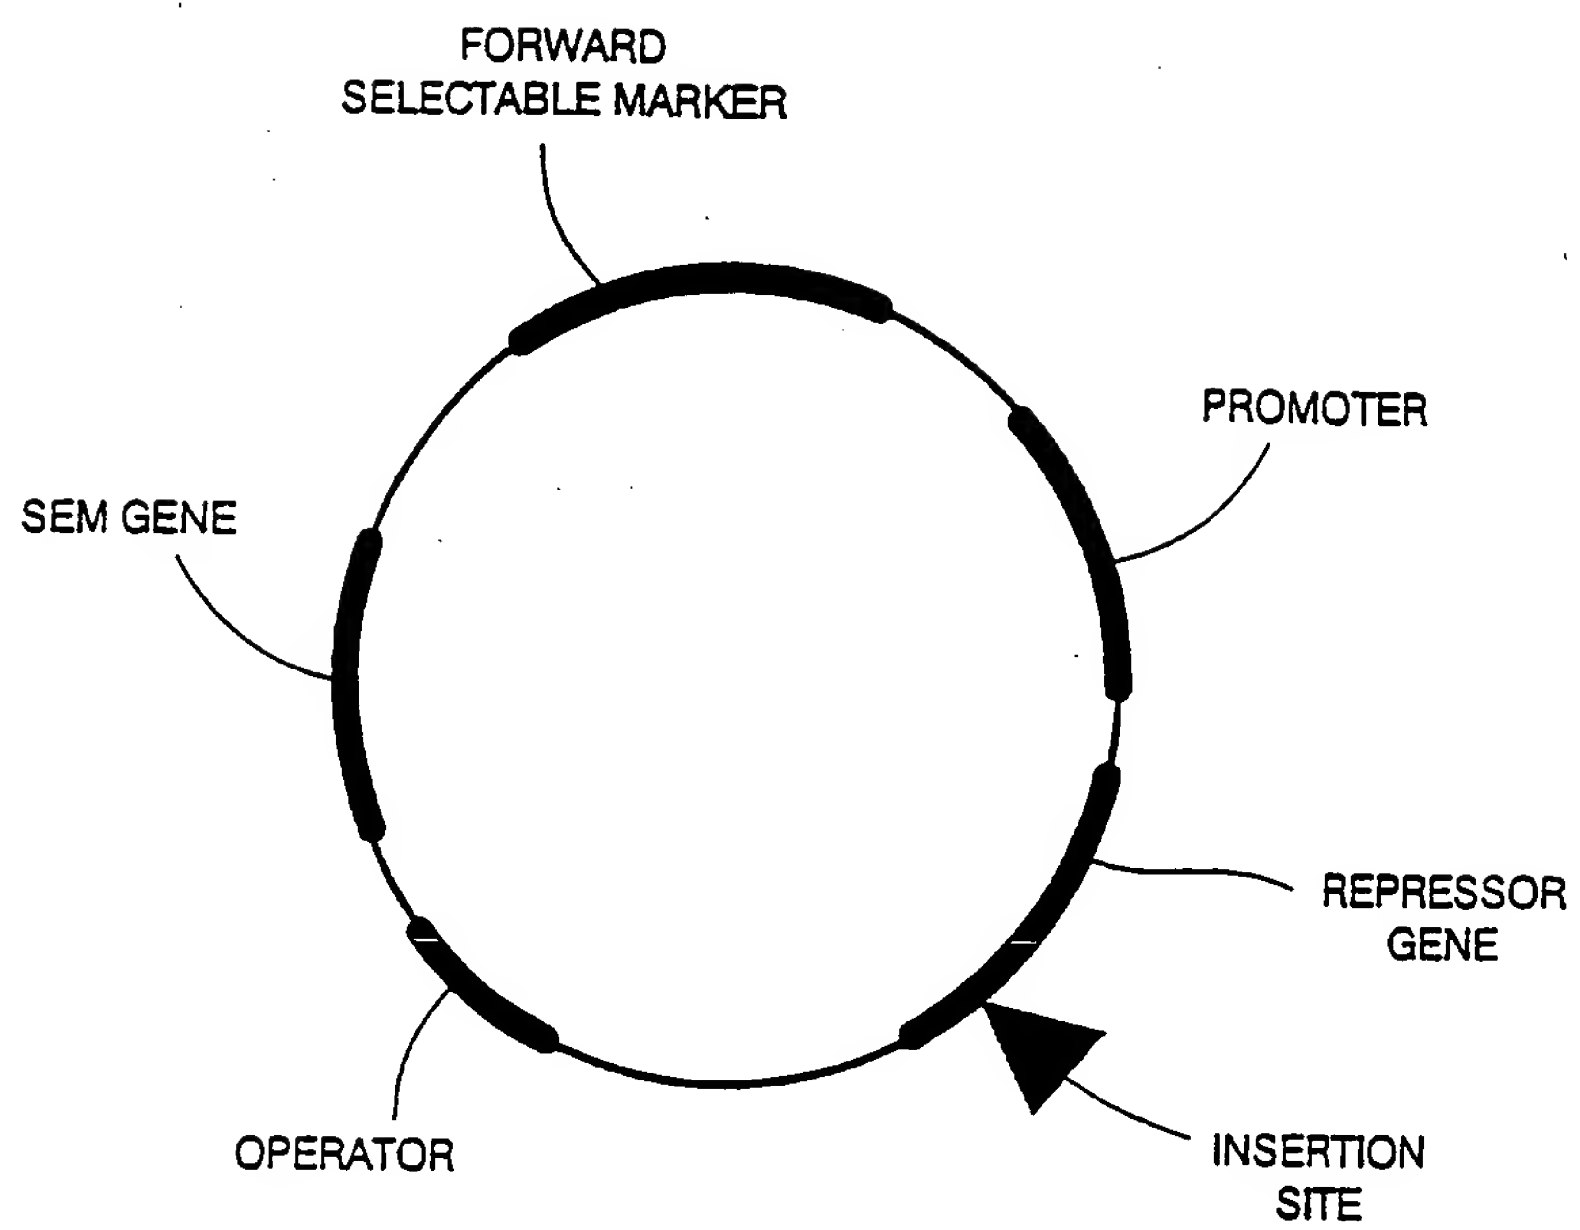 FORWARD
SELECTABLE MARKER
PROMOTER
SEM GENE
REPRESSOR
GENE
OPERATOR
INSERTION
SITE